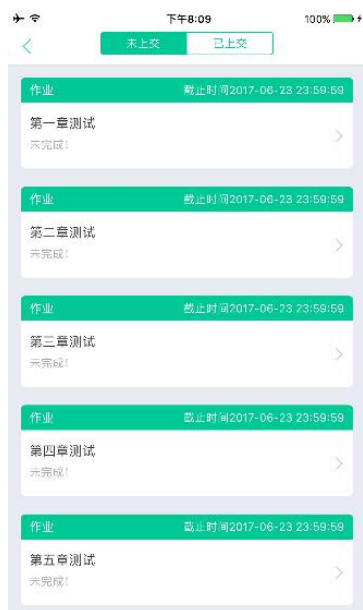 下午8:09 100%
未上交 已上交
作业 截止时间2017-06-23 23:59:59
第一章测试
未完成!
作业 截止时间2017-06-23 23:59:59
第二章测试
未完成!
作业 截止时间2017-06-23 23:59:59
第三章测试
未完成!
作业 截止时间2017-06-23 23:59:59
第四章测试
未完成!
作业 截止时间2017-06-23 23:59:59
第五章测试
未完成!